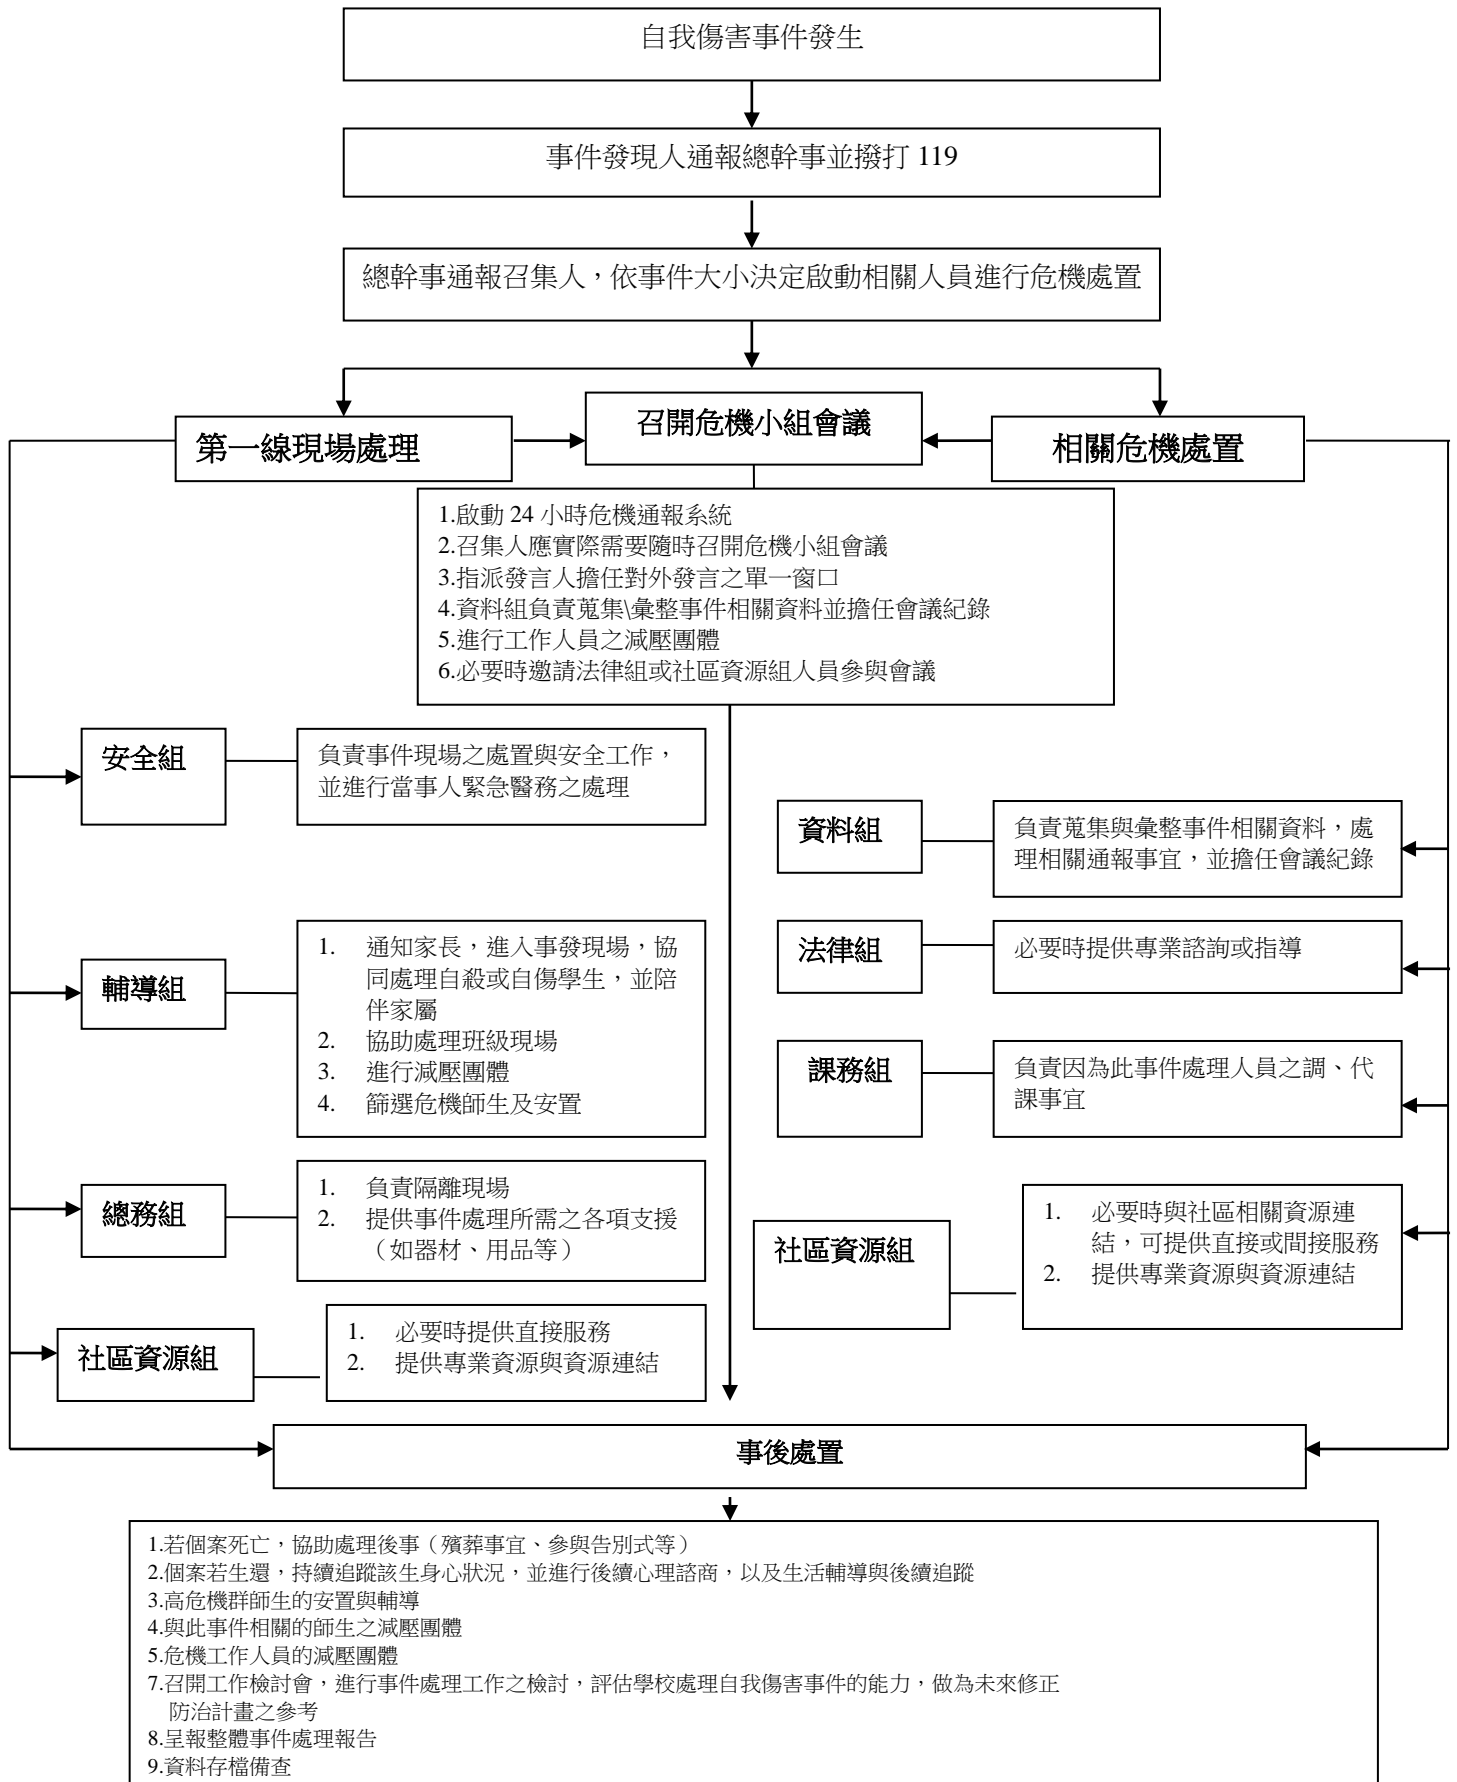 自我傷害事件發生
事件發現人通報總幹事並撥打 119
總幹事通報召集人，依事件大小決定啟動相關人員進行危機處置
第一線現場處理
召開危機小組會議
相關危機處置
1.啟動 24 小時危機通報系統
2.召集人應實際需要隨時召開危機小組會議
3.指派發言人擔任對外發言之單一窗口
4.資料組負責蒐集\彙整事件相關資料並擔任會議紀錄
5.進行工作人員之減壓團體
6.必要時邀請法律組或社區資源組人員參與會議
安全組
負責事件現場之處置與安全工作，
並進行當事人緊急醫務之處理
輔導組
1. 通知家長，進入事發現場，協
同處理自殺或自傷學生，並陪
伴家屬
2. 協助處理班級現場
3. 進行減壓團體
4. 篩選危機師生及安置
總務組
1. 負責隔離現場
2. 提供事件處理所需之各項支援
（如器材、用品等）
社區資源組
1. 必要時提供直接服務
2. 提供專業資源與資源連結
資料組
負責蒐集與彙整事件相關資料，處
理相關通報事宜，並擔任會議紀錄
法律組
必要時提供專業諮詢或指導
課務組
負責因為此事件處理人員之調、代
課事宜
社區資源組
1. 必要時與社區相關資源連
結，可提供直接或間接服務
2. 提供專業資源與資源連結
事後處置
1.若個案死亡，協助處理後事（殯葬事宜、參與告別式等）
2.個案若生還，持續追蹤該生身心狀況，並進行後續心理諮商，以及生活輔導與後續追蹤
3.高危機群師生的安置與輔導
4.與此事件相關的師生之減壓團體
5.危機工作人員的減壓團體
7.召開工作檢討會，進行事件處理工作之檢討，評估學校處理自我傷害事件的能力，做為未來修正
防治計畫之參考
8.呈報整體事件處理報告
9.資料存檔備查